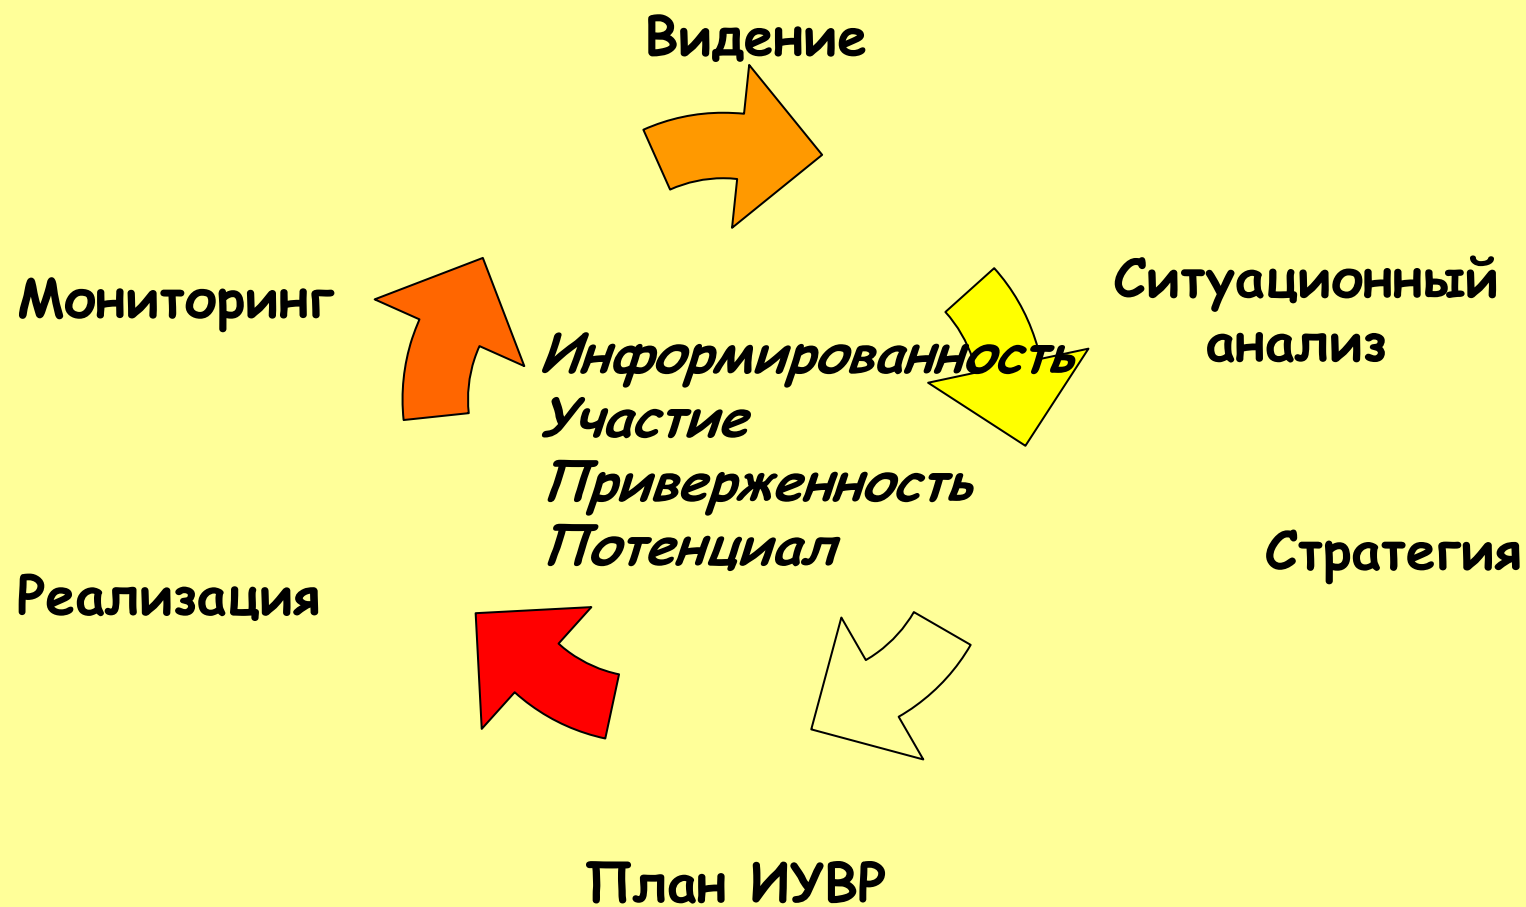 Видение
Мониторинг
Ситуационный
анализ
Информированность
Участие
Приверженность
Потенциал
Стратегия
Реализация
План ИУВР